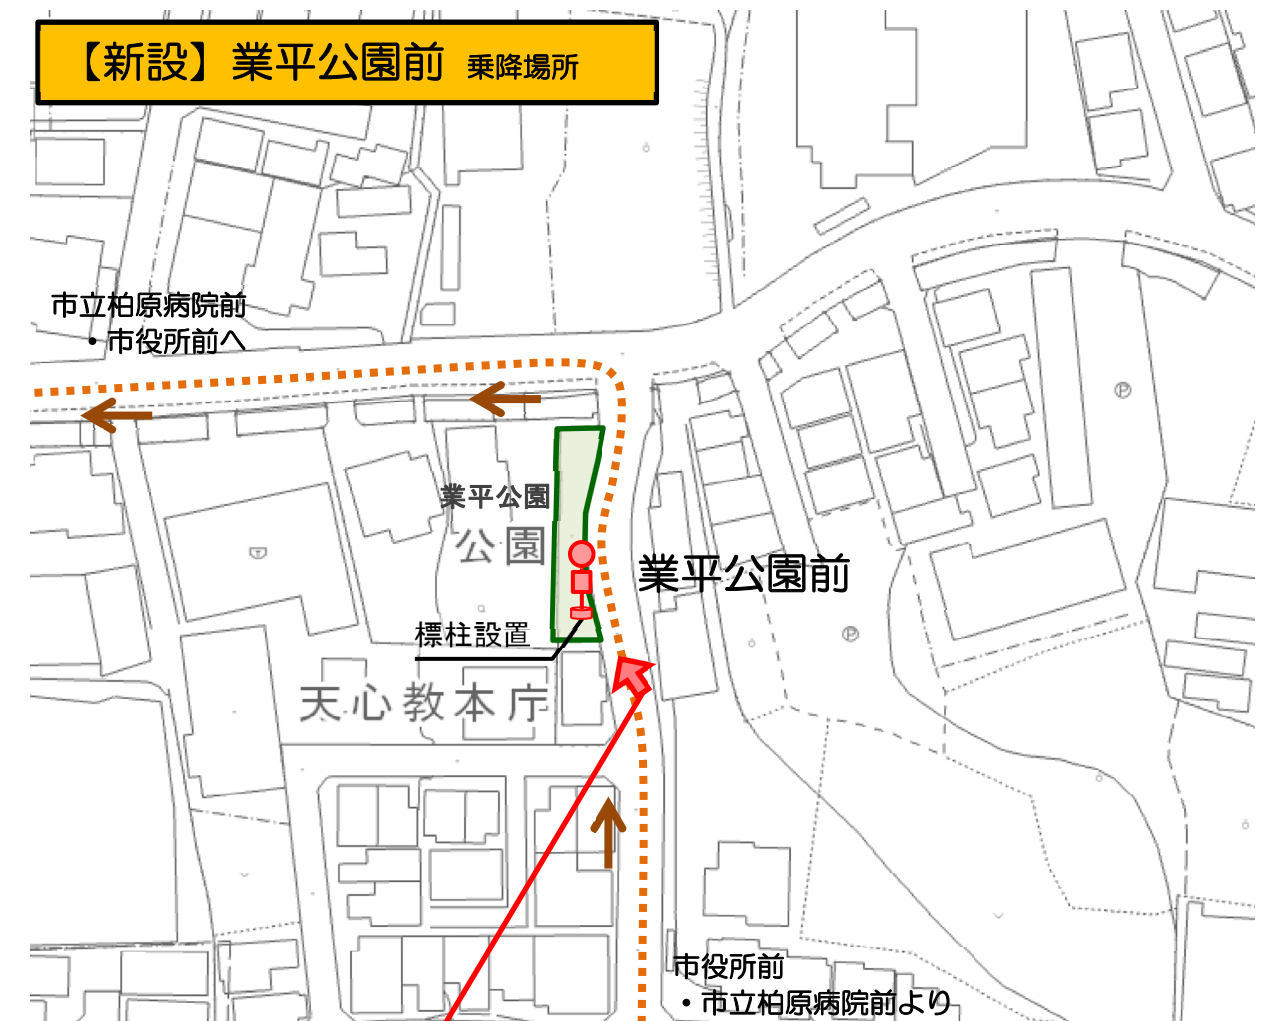 【新設】業平公園前 乗降場所
市立柏原病院前
・市役所前へ
業平公園
公園
業平公園前
標柱設置
天心教本庁
市役所前
・市立柏原病院前より